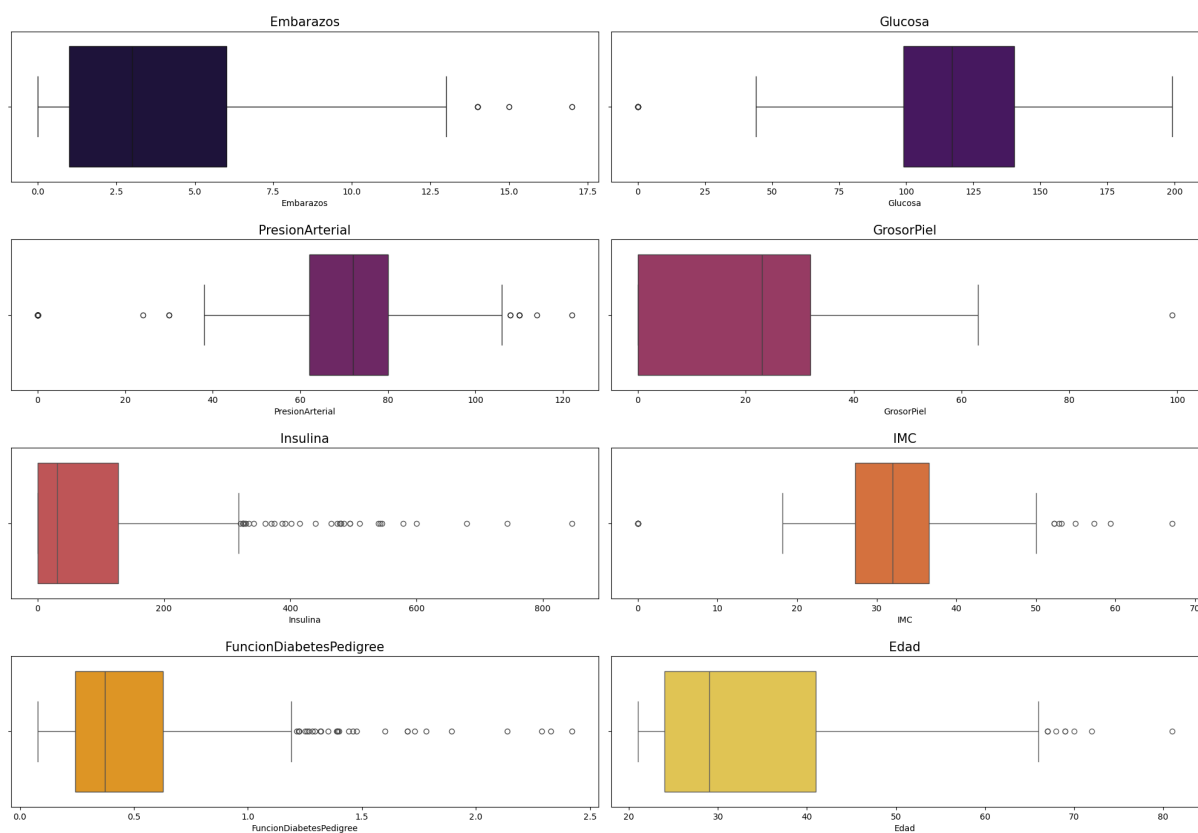 Embarazos
0.0 2.5 5.0 7.5 10.0 12.5 15.0 17.5
Embarazos
Glucosa
0 25 50 75 100 125 150 175 200
Glucosa
PresionArterial
0 20 40 60 80 100 120
PresionArterial
GrosorPiel
0 20 40 60 80 100
GrosorPiel
Insulina
0 200 400 600 800
Insulina
IMC
0 10 20 30 40 50 60 70
IMC
FuncionDiabetesPedigree
0.0 0.5 1.0 1.5 2.0 2.5
FuncionDiabetesPedigree
Edad
20 30 40 50 60 70 80
Edad